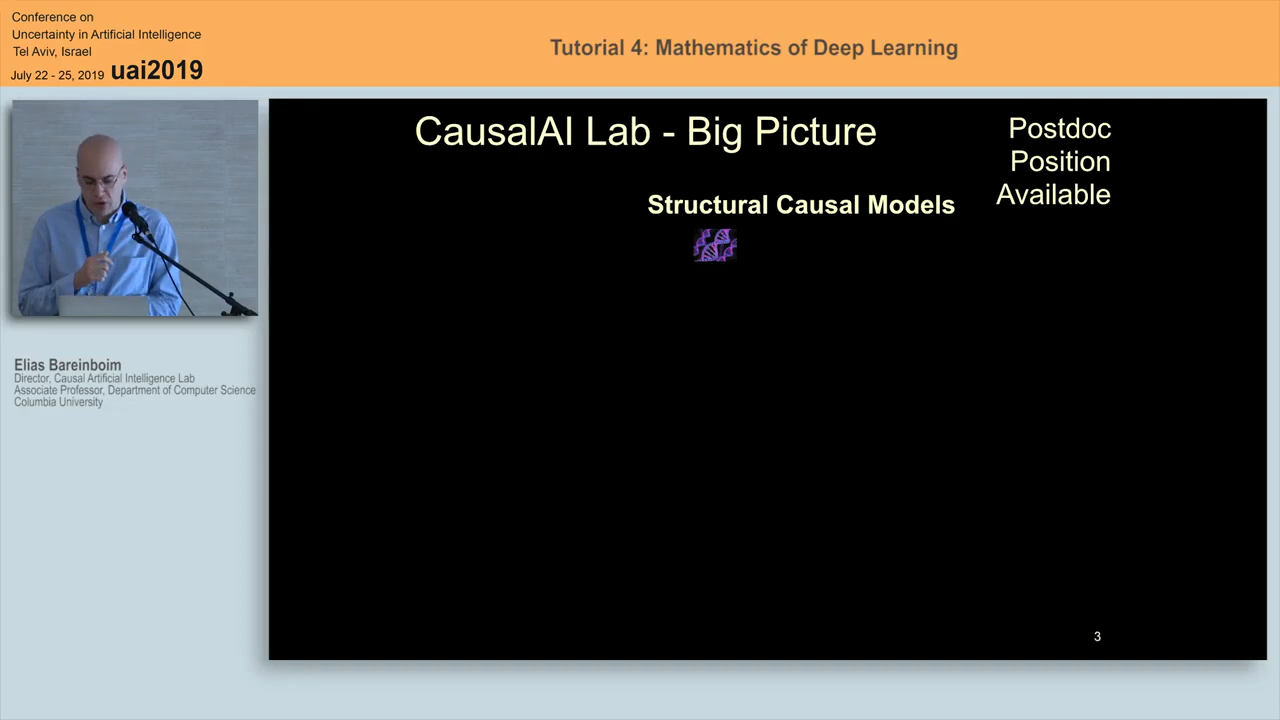 Conference on
Uncertainty in Artificial Intelligence
Tel Aviv, Israel
July 22 - 25, 2019 uai2019
Tutorial 4: Mathematics of Deep Learning
Elias Bareinboim
Director, Causal Artificial Intelligence Lab
Associate Professor, Department of Computer Science
Columbia University
CausalAI Lab - Big Picture
Postdoc
Position
Available
Structural Causal Models
3